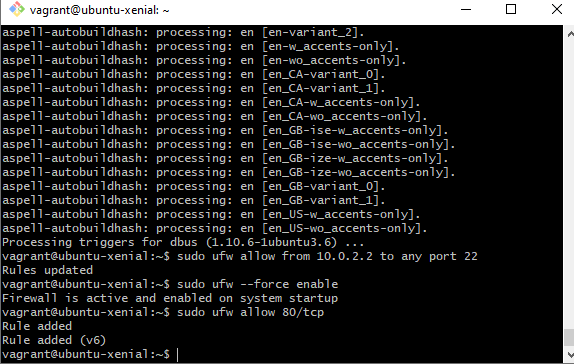 vagrant@ubuntu-xenial: ~
aspell-autobuildhash: processing: en [en-variant_2].
aspell-autobuildhash: processing: en [en-w_accents-only].
aspell-autobuildhash: processing: en [en-wo_accents-only].
aspell-autobuildhash: processing: en [en_CA-variant_0].
aspell-autobuildhash: processing: en [en_CA-variant_1].
aspell-autobuildhash: processing: en [en_CA-w_accents-only].
aspell-autobuildhash: processing: en [en_CA-wo_accents-only].
aspell-autobuildhash: processing: en [en_GB-ise-w_accents-only].
aspell-autobuildhash: processing: en [en_GB-ise-wo_accents-only].
aspell-autobuildhash: processing: en [en_GB-ize-w_accents-only].
aspell-autobuildhash: processing: en [en_GB-ize-wo_accents-only].
aspell-autobuildhash: processing: en [en_GB-variant_0].
aspell-autobuildhash: processing: en [en_GB-variant_1].
aspell-autobuildhash: processing: en [en_US-w_accents-only].
aspell-autobuildhash: processing: en [en_US-wo_accents-only].
Processing triggers for dbus (1.10.6-1ubuntu3.6) ...
vagrant@ubuntu-xenial:~$ sudo ufw allow from 10.0.2.2 to any port 22
Rules updated
vagrant@ubuntu-xenial:~$ sudo ufw --force enable
Firewall is active and enabled on system startup
vagrant@ubuntu-xenial:~$ sudo ufw allow 80/tcp
Rule added
Rule added (v6)
vagrant@ubuntu-xenial:~$